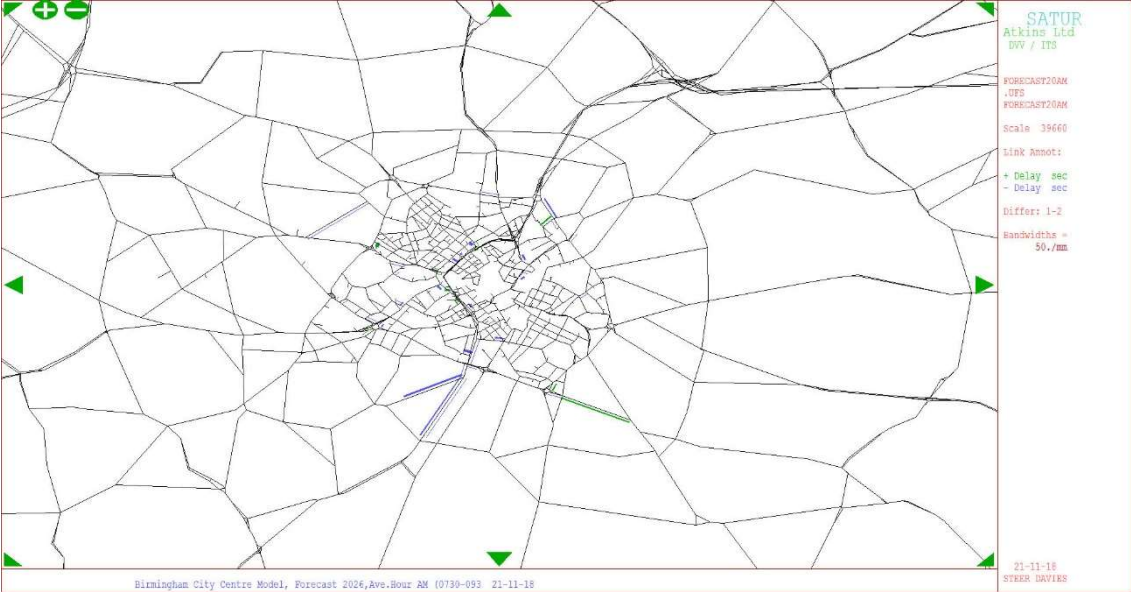 SATUR
Atkins Ltd
DVV / ITS
FORECAST20AM
.UFS
FORECAST20AM
Scale 39660
Link Annot:
+ Delay sec
- Delay sec
Differ: 1-2
Bandwidths =
50./mm
21-11-18
STEER DAVIES
Birmingham City Centre Model, Forecast 2026,Ave.Hour AM (0730-093 21-11-18